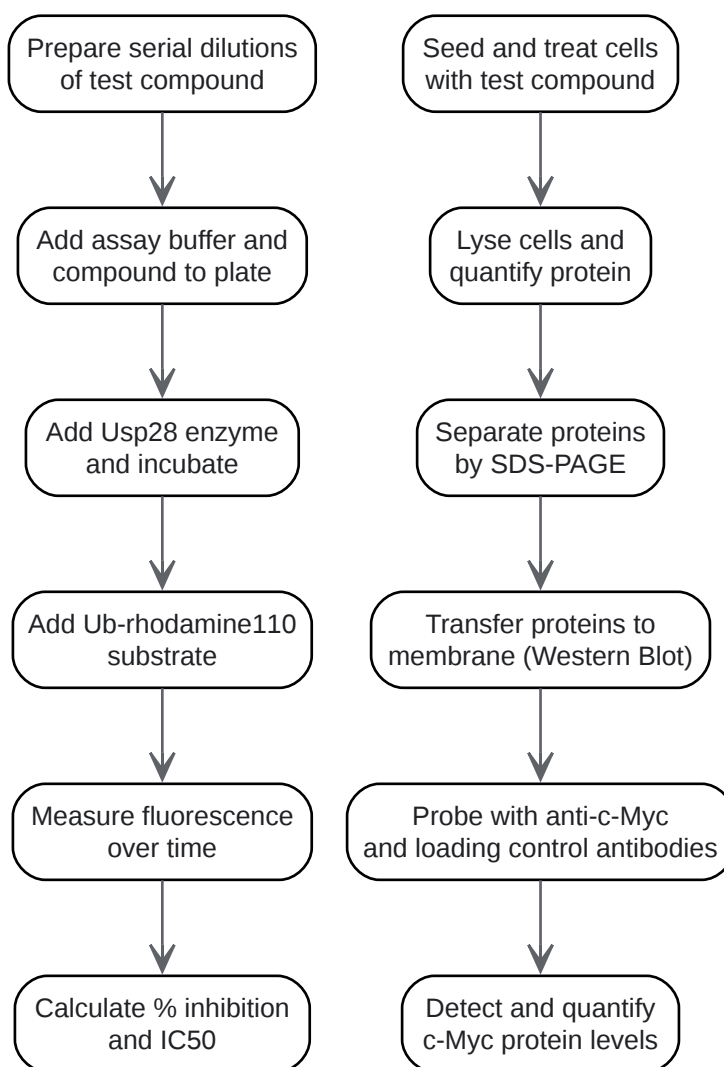 Prepare serial dilutions
of test compound
Add assay buffer and
compound to plate
Add Usp28 enzyme
and incubate
Add Ub-rhodamine110
substrate
Measure fluorescence
over time
Calculate % inhibition
and IC50
Seed and treat cells
with test compound
Lyse cells and
quantify protein
Separate proteins
by SDS-PAGE
Transfer proteins to
membrane (Western Blot)
Probe with anti-c-Myc
and loading control antibodies
Detect and quantify
c-Myc protein levels